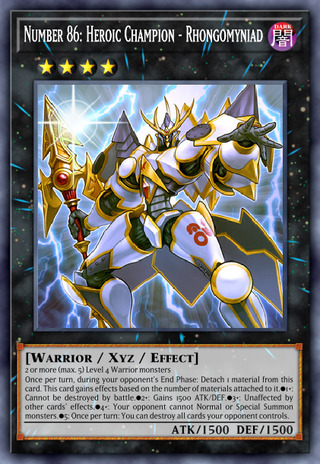 Number 86: Heroic Champion - Rhongomyniad
DARK
闇
86
[Warrior / Xyz / Effect]
2 or more (max. 5) Level 4 Warrior monsters
Once per turn, during your opponent's End Phase: Detach 1 material from this
card. This card gains effects based on the number of materials attached to it.●1+:
Cannot be destroyed by battle.●2+: Gains 1500 ATK/DEF.●3+: Unaffected by
other cards' effects.●4+: Your opponent cannot Normal or Special Summon
monsters.●5: Once per turn: You can destroy all cards your opponent controls.
ATK/1500 DEF/1500